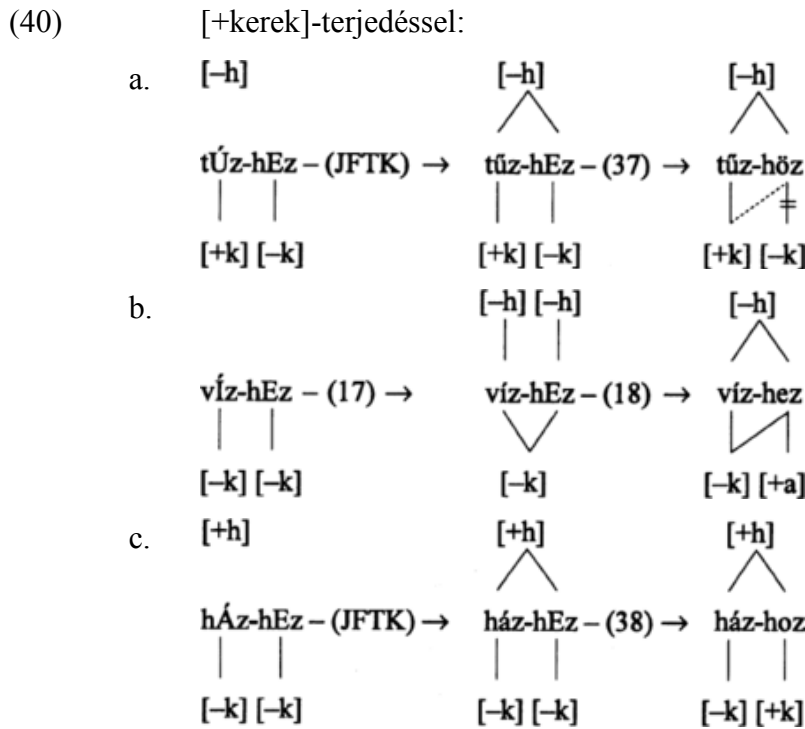 (40) [+kerek]-terjedéssel:
a. [–h] [–h] [–h]
tÚz-hEz – (JFTK) → tűz-hEz – (37) → tűz-höz
[+k] [–k] [+k] [–k] [+k] [–k]
b. [–h] [–h] [–h]
vÍz-hEz – (17) → víz-hEz – (18) → víz-hez
[–k] [–k] [–k] [–k] [+a]
c. [+h] [+h] [+h]
hÁz-hEz – (JFTK) → ház-hEz – (38) → ház-hoz
[–k] [–k] [–k] [–k] [–k] [+k]